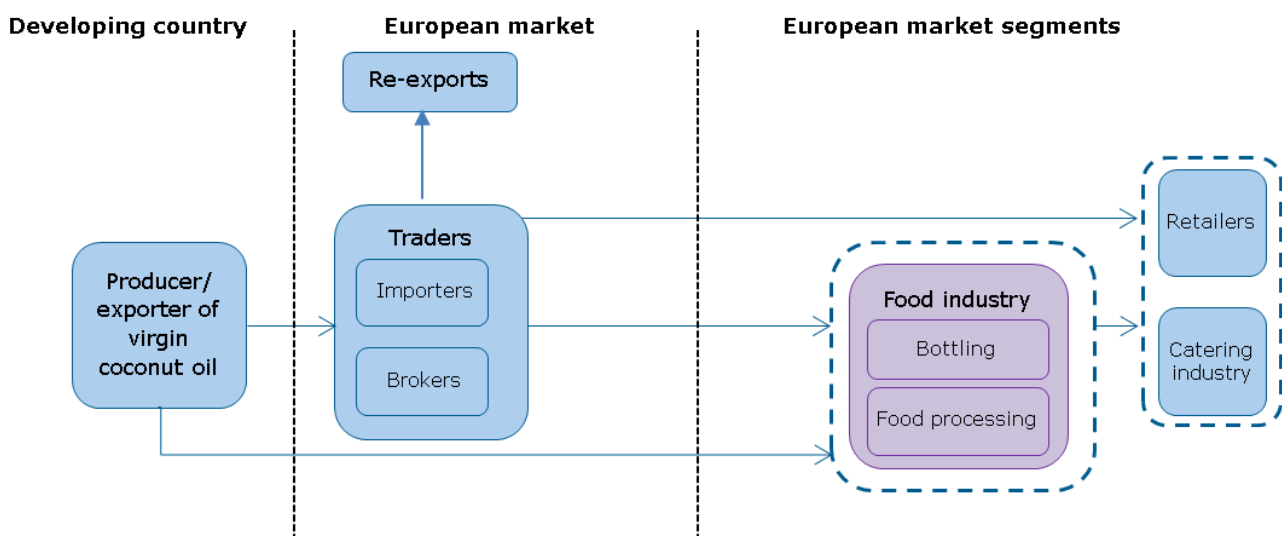 Developing country
European market
European market segments
Re-exports
Traders
Importers
Brokers
Producer/
exporter of
virgin
coconut oil
Food industry
Bottling
Food processing
Retailers
Catering
industry